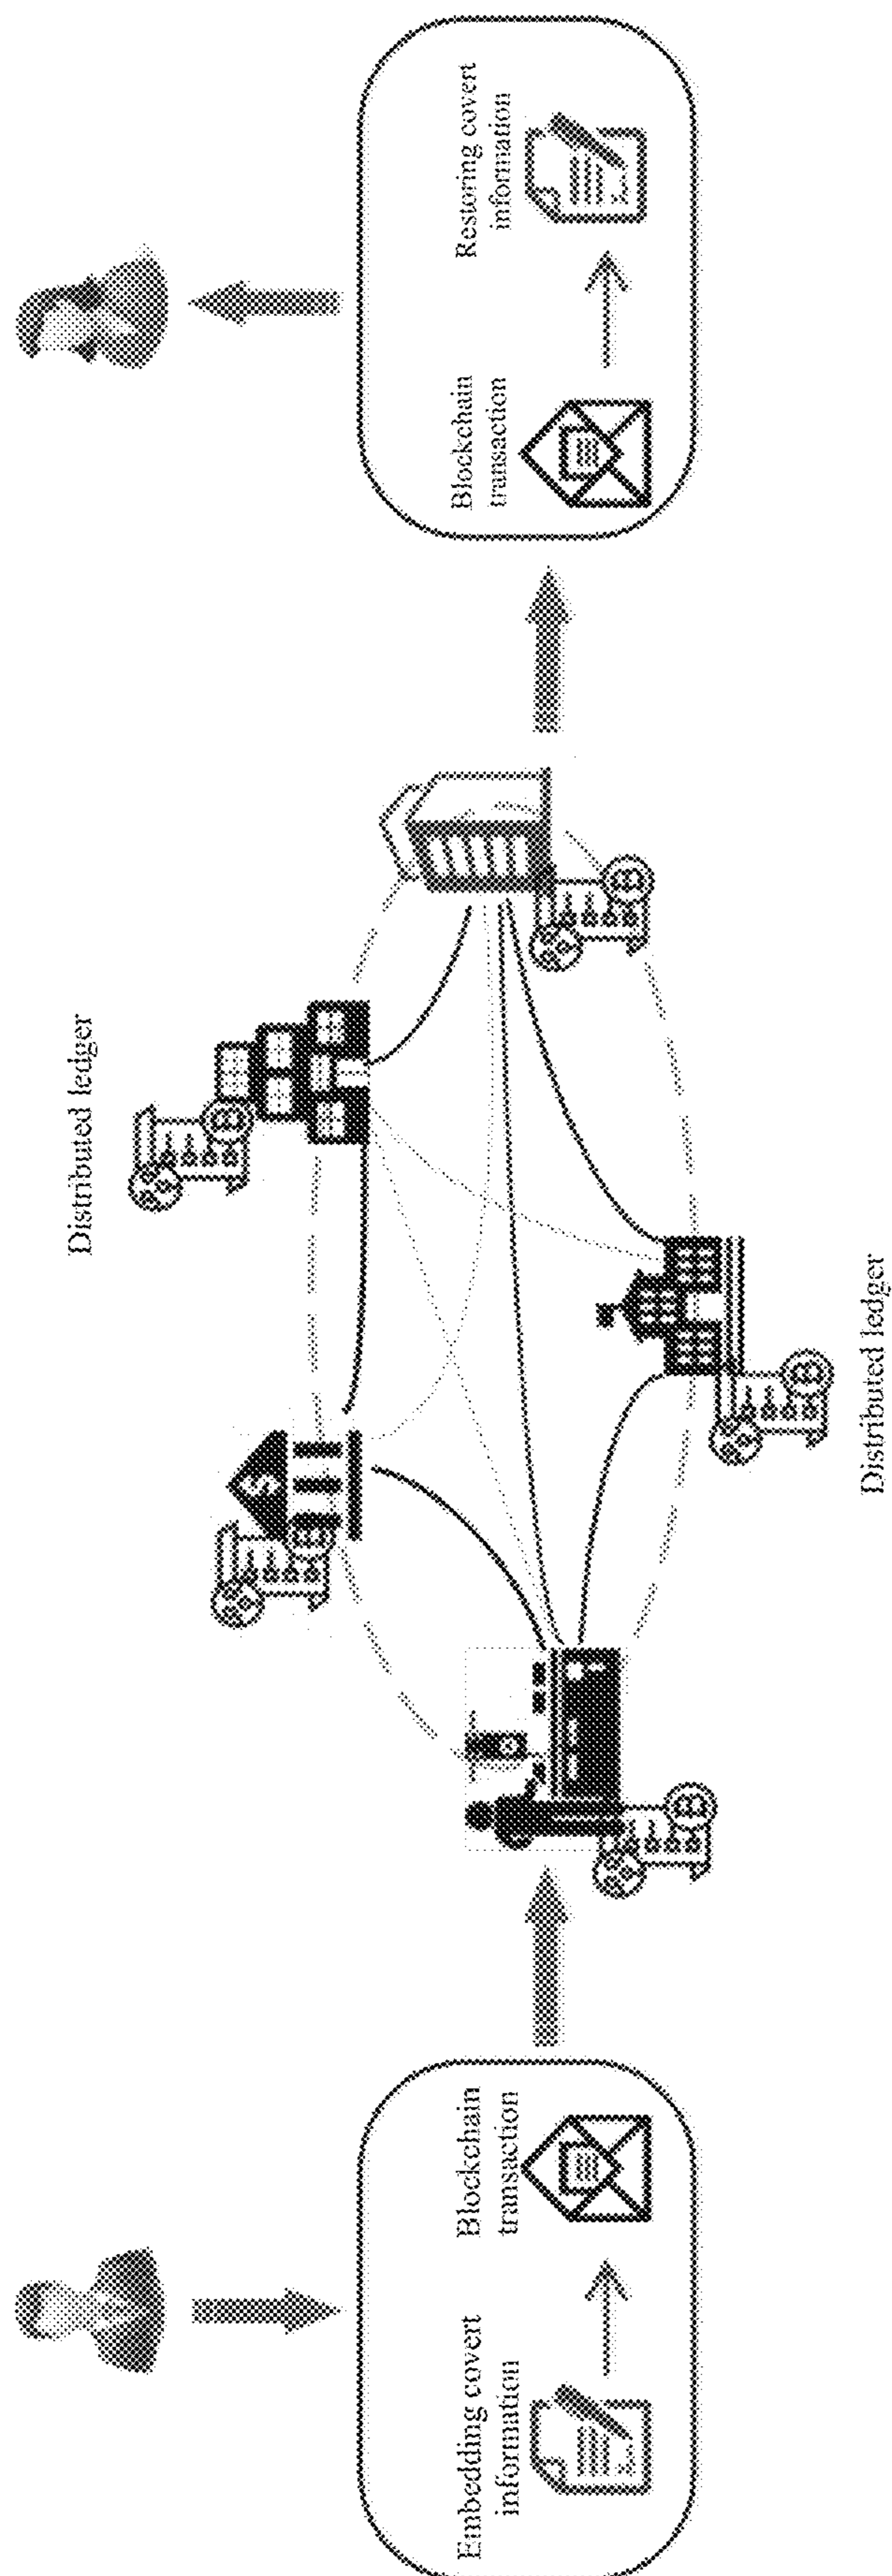 Embedding covert
information
Blockchain
transaction
Distributed ledger
Distributed ledger
Blockchain
transaction
Restoring covert
information